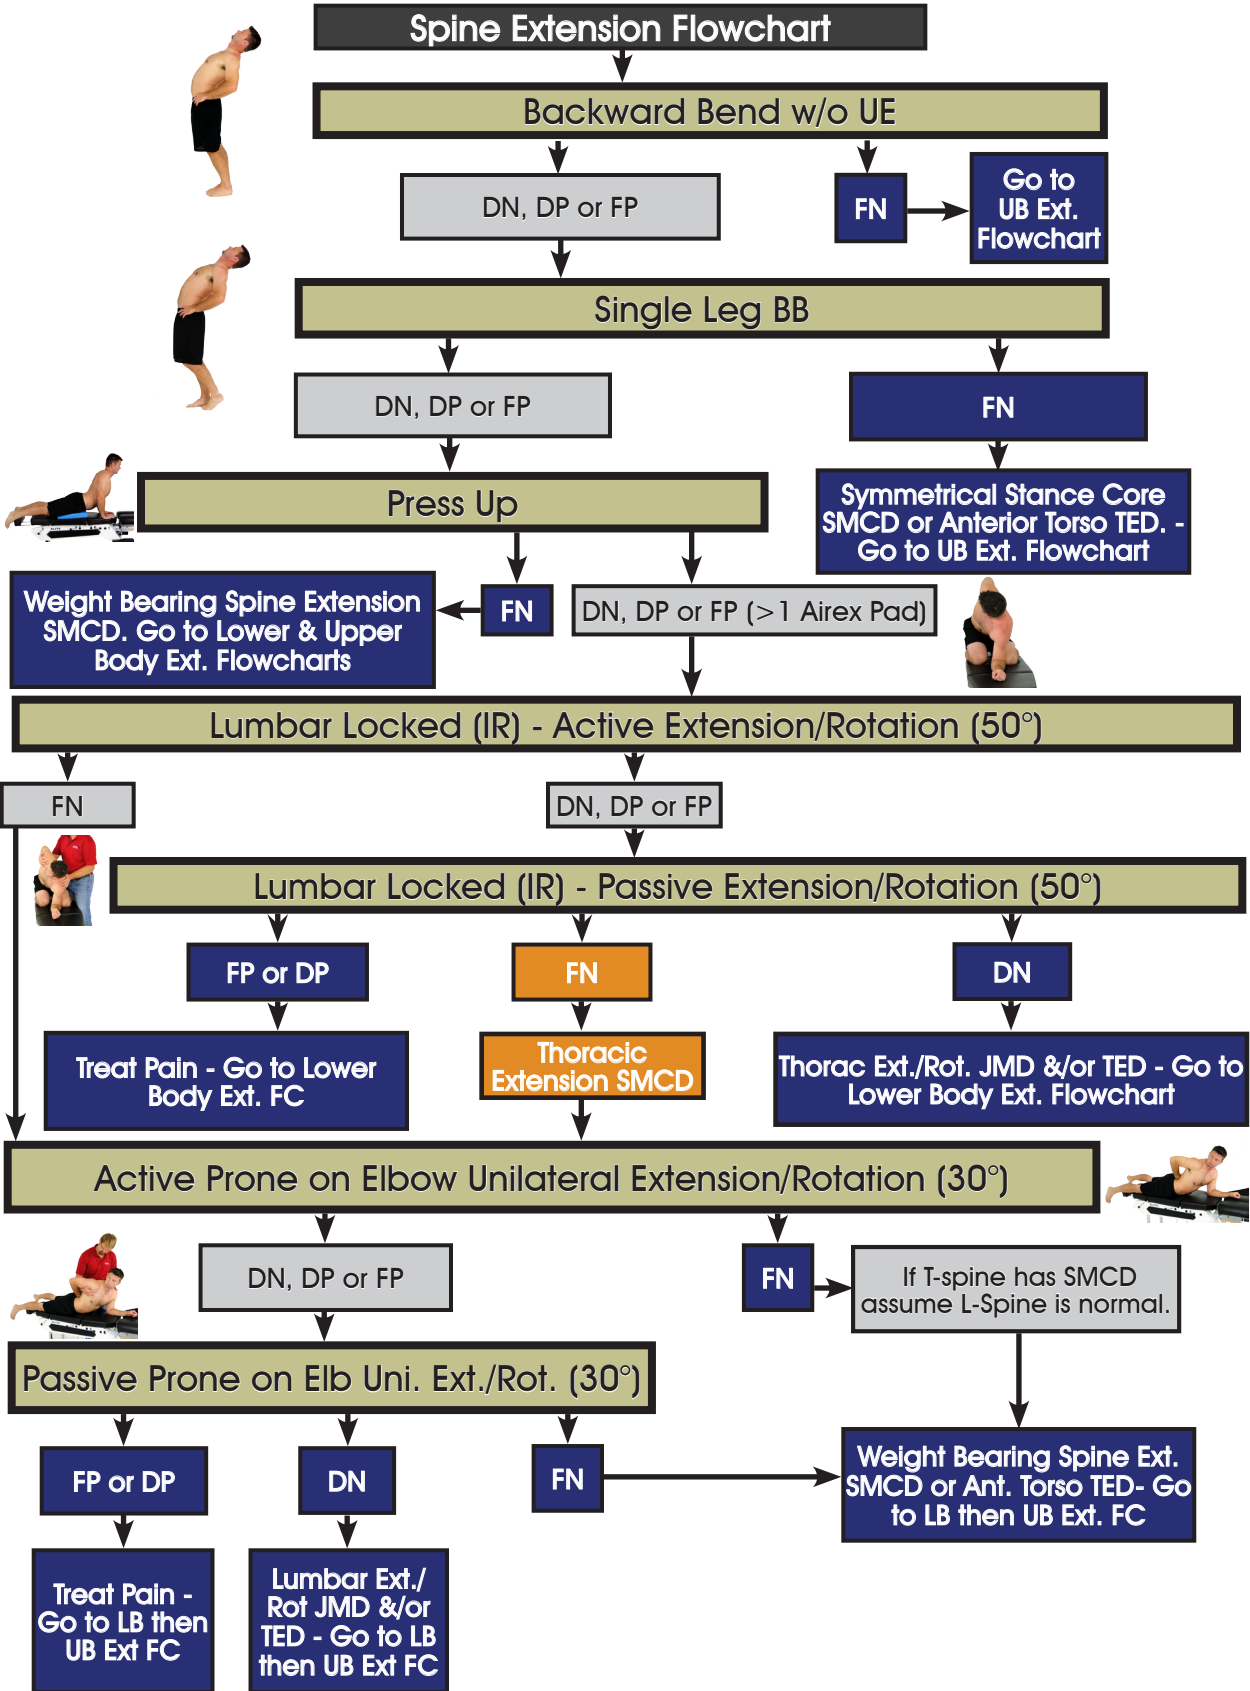 Spine Extension Flowchart
Backward Bend w/o UE
DN, DP or FP
FN
Go to
UB Ext.
Flowchart
Single Leg BB
DN, DP or FP
FN
Symmetrical Stance Core
SMCD or Anterior Torso TED. -
Go to UB Ext. Flowchart
Press Up
FN
Weight Bearing Spine Extension
SMCD. Go to Lower & Upper
Body Ext. Flowcharts
DN, DP or FP (>1 Airex Pad)
Lumbar Locked (IR) - Active Extension/Rotation (50°)
FN
DN, DP or FP
Lumbar Locked (IR) - Passive Extension/Rotation (50°)
FP or DP
FN
DN
Treat Pain - Go to Lower
Body Ext. FC
Thoracic
Extension SMCD
Thorac Ext./Rot. JMD &/or TED - Go to
Lower Body Ext. Flowchart
Active Prone on Elbow Unilateral Extension/Rotation (30°)
DN, DP or FP
FN
If T-spine has SMCD
assume L-Spine is normal.
Passive Prone on Elb Uni. Ext./Rot. (30°)
FP or DP
DN
FN
Weight Bearing Spine Ext.
SMCD or Ant. Torso TED- Go
to LB then UB Ext. FC
Treat Pain -
Go to LB then
UB Ext FC
Lumbar Ext./
Rot JMD &/or
TED - Go to LB
then UB Ext FC